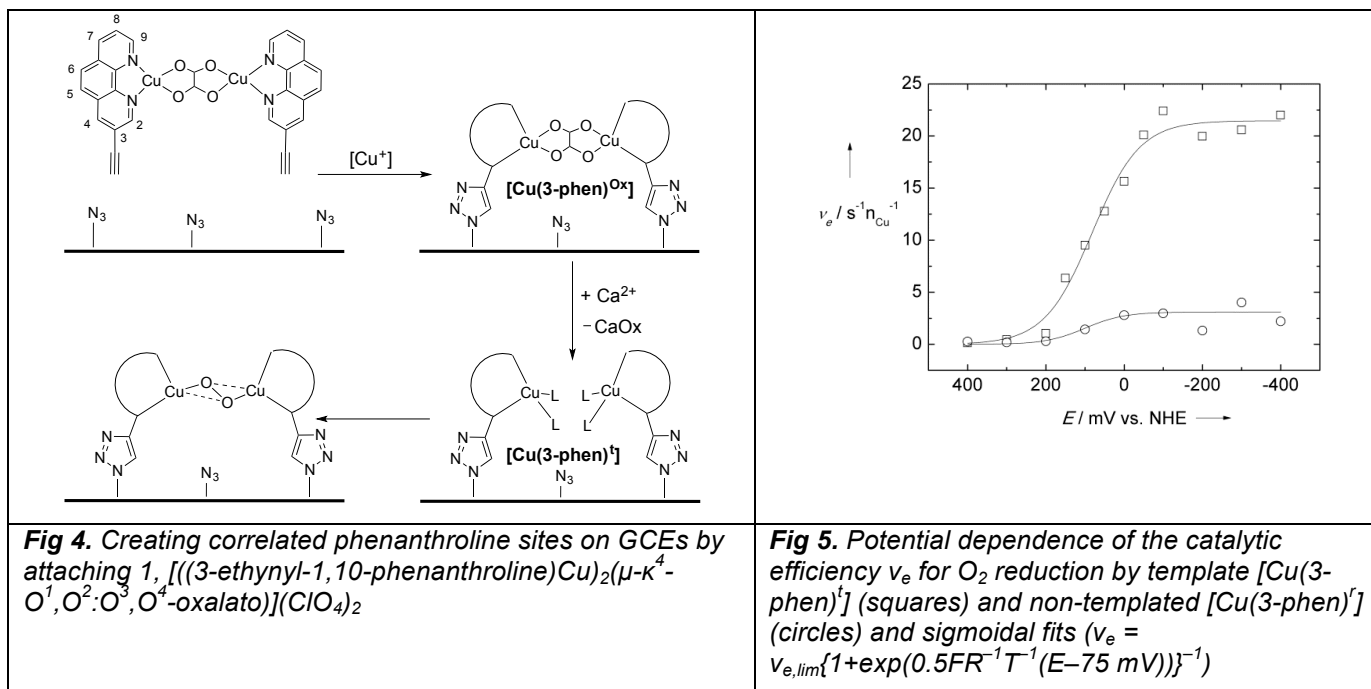 8
7
9
6
5
4
3
2
N
N
Cu
O
O
O
O
Cu
N
N
[Cu⁺]
N₃
N₃
N₃
Cu
O
O
O
O
Cu
[Cu(3-phen)ᴼˣ]
N
N
N
N₃
N
N
N
+ Ca²⁺
−CaOx
Cu
O
O
Cu
N
N
N
N₃
N
N
N
Cu
L
L
L
L
Cu
[Cu(3-phen)ᵗ]
N
N
N
N₃
N
N
N
Fig 4. Creating correlated phenanthroline sites on GCEs by
attaching 1, [((3-ethynyl-1,10-phenanthroline)Cu)₂(μ-κ⁴-
O¹,O²:O³,O⁴-oxalato)](ClO₄)₂
25
20
15
10
5
0
νₑ / s⁻¹n_Cu⁻¹
400 200 0 -200 -400
E / mV vs. NHE
Fig 5. Potential dependence of the catalytic
efficiency νₑ for O₂ reduction by template [Cu(3-
phen)ᵗ] (squares) and non-templated [Cu(3-phen)ʳ]
(circles) and sigmoidal fits (νₑ =
ν_{e,lim}{1+exp(0.5FR⁻¹T⁻¹(E–75 mV))}⁻¹)